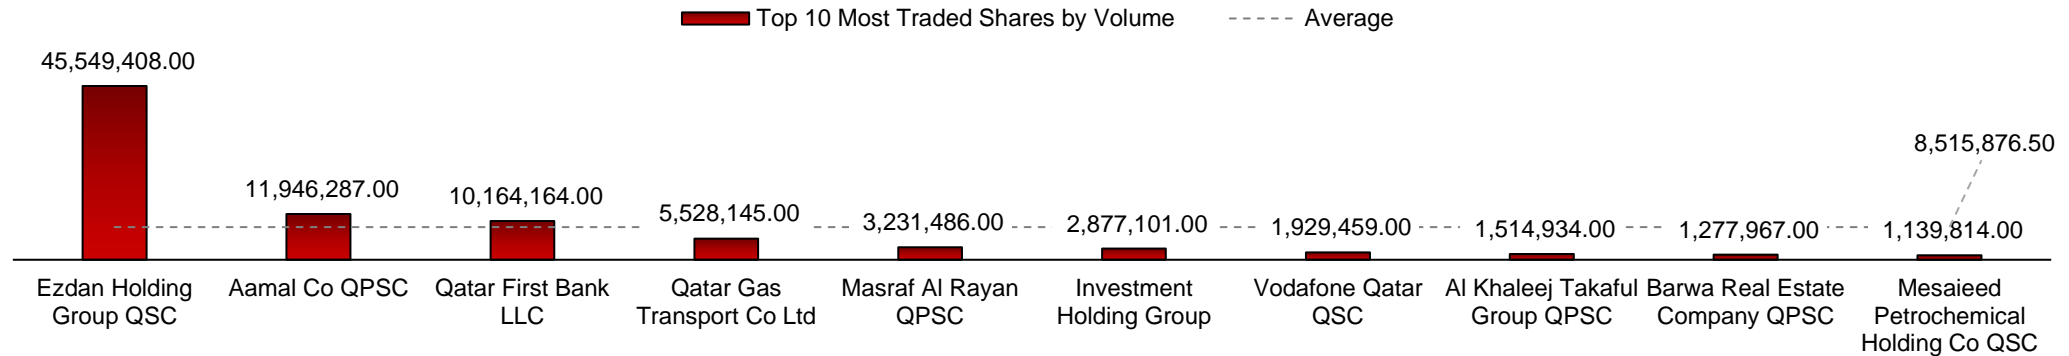 Top 10 Most Traded Shares by Volume
Average
45,549,408.00
11,946,287.00
10,164,164.00
5,528,145.00
3,231,486.00
2,877,101.00
1,929,459.00
1,514,934.00
1,277,967.00
1,139,814.00
8,515,876.50
Ezdan Holding
Group QSC
Aamal Co QPSC
Qatar First Bank
LLC
Qatar Gas
Transport Co Ltd
Masraf Al Rayan
QPSC
Investment
Holding Group
Vodafone Qatar
QSC
Al Khaleej Takaful
Group QPSC
Barwa Real Estate
Company QPSC
Mesaieed
Petrochemical
Holding Co QSC